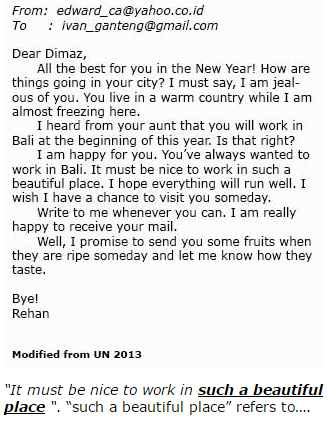 From:  edward_ca@yahoo.co.id
To      :  ivan_ganteng@gmail.com
Dear Dimaz,
All the best for you in the New Year! How are
things going in your city? I must say, I am jeal-
ous of you. You live in a warm country while I am
almost freezing here.
I heard from your aunt that you will work in
Bali at the beginning of this year. Is that right?
I am happy for you. You’ve always wanted to
work in Bali. It must be nice to work in such a
beautiful place. I hope everything will run well. I
wish I have a chance to visit you someday.
Write to me whenever you can. I am really
happy to receive your mail.
Well, I promise to send you some fruits when
they are ripe someday and let me know how they
taste.
Bye!
Rehan
Modified from UN 2013
“It must be nice to work in such a beautiful
place “. “such a beautiful place” refers to….